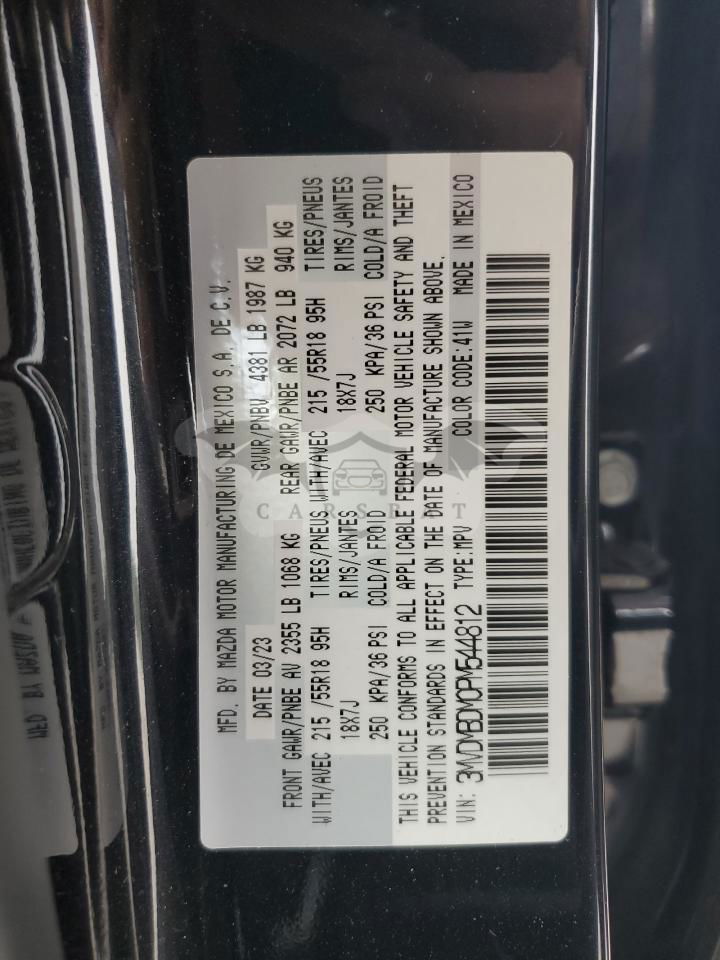 MFD. BY MAZDA MOTOR MANUFACTURING DE MEXICO S.A. DE C.V.
DATE 03/23 GVWR/PNBV 4381 LB 1987 KG
FRONT GAWR/PNBE AV 2355 LB 1068 KG REAR GAWR/PNBE AR 2072 LB 940 KG
WITH/AVEC 215 /55R18 95H TIRES/PNEUS WITH/AVEC 215 /55R18 95H TIRES/PNEUS
18X7J RIMS/JANTES 18X7J RIMS/JANTES
250 KPA/36 PSI COLD/A FROID 250 KPA/36 PSI COLD/A FROID
THIS VEHICLE CONFORMS TO ALL APPLICABLE FEDERAL MOTOR VEHICLE SAFETY AND THEFT
PREVENTION STANDARDS IN EFFECT ON THE DATE OF MANUFACTURE SHOWN ABOVE.
VIN: 3MVDMBDM0PM544812 TYPE:MPV COLOR CODE:41W MADE IN MEXICO
CARSBAT